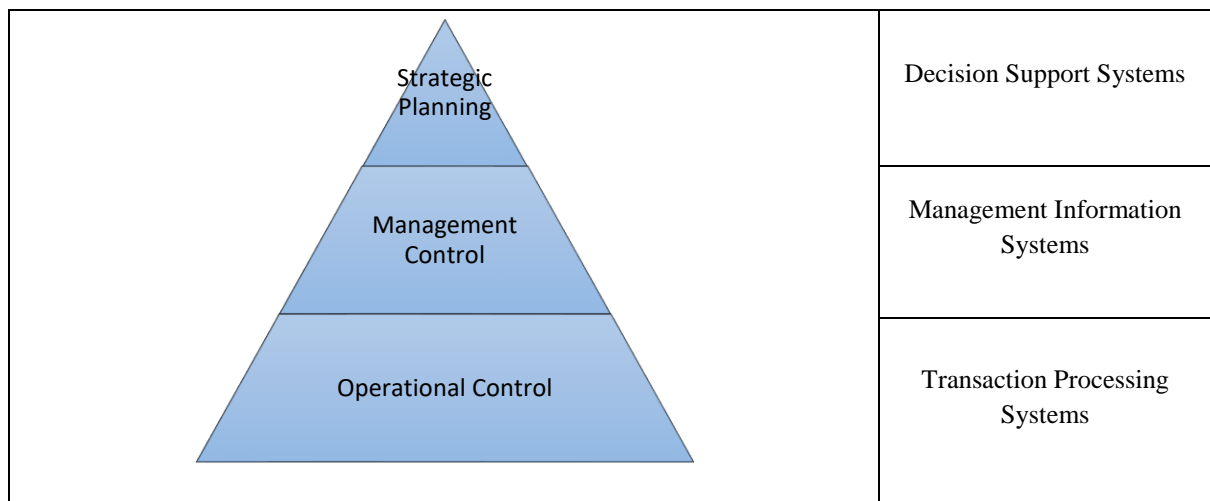 Strategic
Planning
Decision Support Systems
Management
Control
Management Information
Systems
Operational Control
Transaction Processing
Systems